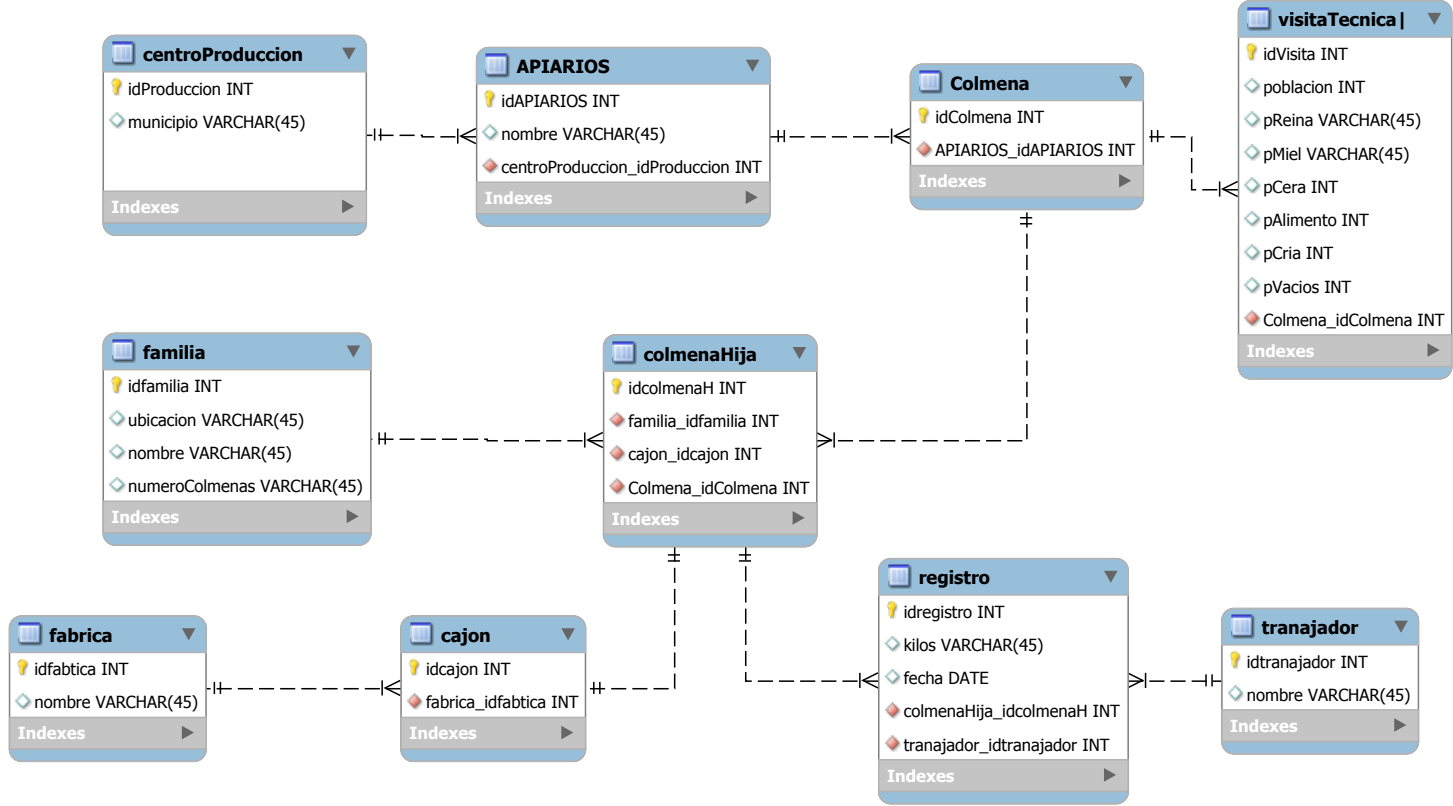 centroProduccion
idProduccion INT
municipio VARCHAR(45)
Indexes
APIARIOS
idAPIARIOS INT
nombre VARCHAR(45)
centroProduccion_idProduccion INT
Indexes
Colmena
idColmena INT
APIARIOS_idAPIARIOS INT
Indexes
visitaTecnica|
idVisita INT
poblacion INT
pReina VARCHAR(45)
pMiel VARCHAR(45)
pCera INT
pAlimento INT
pCria INT
pVacios INT
Colmena_idColmena INT
Indexes
familia
idfamilia INT
ubicacion VARCHAR(45)
nombre VARCHAR(45)
numeroColmenas VARCHAR(45)
Indexes
colmenaHija
idcolmenaH INT
familia_idfamilia INT
cajon_idcajon INT
Colmena_idColmena INT
Indexes
fabrica
idfabtica INT
nombre VARCHAR(45)
Indexes
cajon
idcajon INT
fabrica_idfabtica INT
Indexes
registro
idregistro INT
kilos VARCHAR(45)
fecha DATE
colmenaHija_idcolmenaH INT
tranajador_idtranajador INT
Indexes
tranajador
idtranajador INT
nombre VARCHAR(45)
Indexes